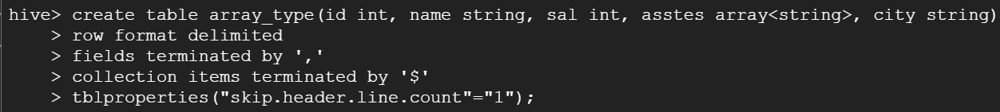 hive> create table array_type(id int, name string, sal int, asstes array<string>, city string)
    > row format delimited
    > fields terminated by ','
    > collection items terminated by '$'
    > tblproperties("skip.header.line.count"="1");